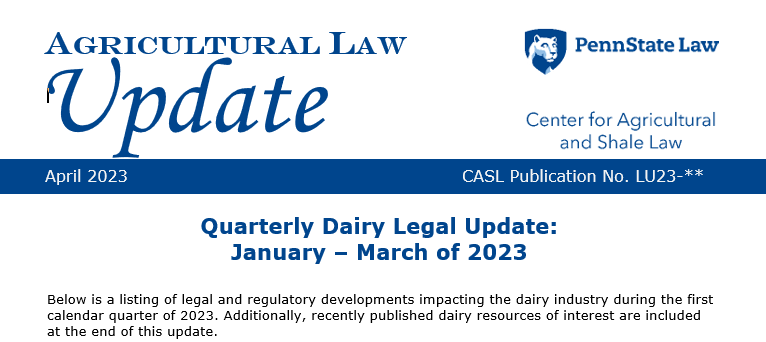 AGRICULTURAL LAW
Update
PennState Law
Center for Agricultural
and Shale Law
April 2023
CASL Publication No. LU23-**
Quarterly Dairy Legal Update:
January – March of 2023
Below is a listing of legal and regulatory developments impacting the dairy industry during the first
calendar quarter of 2023. Additionally, recently published dairy resources of interest are included
at the end of this update.